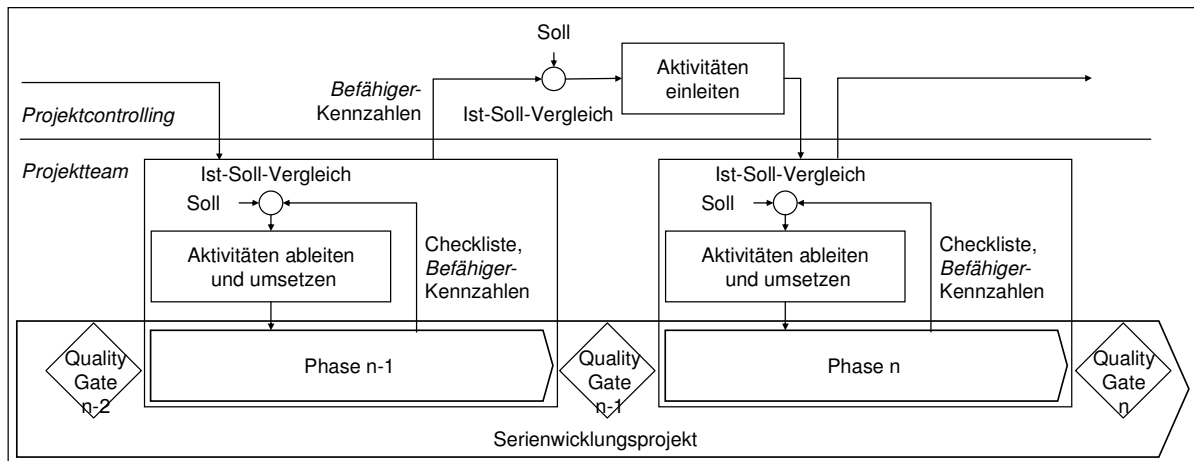 Soll
Aktivitäten
einleiten
Befähiger-
Kennzahlen
Ist-Soll-Vergleich
Projektcontrolling
Projektteam
Ist-Soll-Vergleich
Soll
Aktivitäten ableiten
und umsetzen
Checkliste,
Befähiger-
Kennzahlen
Ist-Soll-Vergleich
Soll
Aktivitäten ableiten
und umsetzen
Checkliste,
Befähiger-
Kennzahlen
Quality
Gate
n-2
Phase n-1
Quality
Gate
n-1
Phase n
Quality
Gate
n
Serienwicklungsprojekt